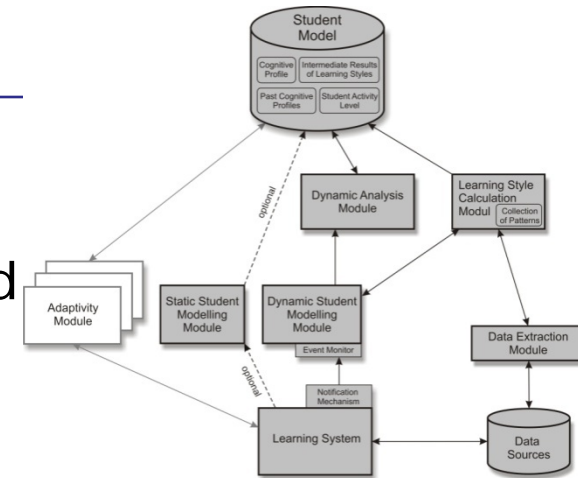 Student
Model
Cognitive
Profile
Intermediate Results
of Learning Styles
Past Cognitive
Profiles
Student Activity
Level
optional
Dynamic Analysis
Module
Learning Style
Calculation
Modul
Collection
of Patterns
d
Adaptivity
Module
Static Student
Modelling
Module
Dynamic Student
Modelling
Module
Event Monitor
Data Extraction
Module
optional
Notification
Mechanism
Learning System
Data
Sources